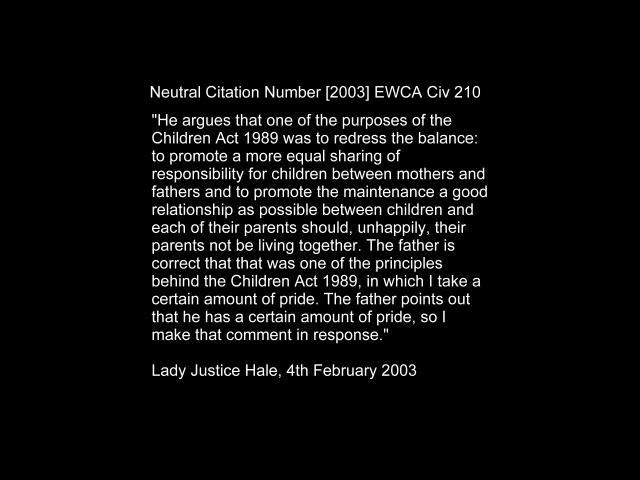 Neutral Citation Number [2003] EWCA Civ 210
"He argues that one of the purposes of the
Children Act 1989 was to redress the balance:
to promote a more equal sharing of
responsibility for children between mothers and
fathers and to promote the maintenance a good
relationship as possible between children and
each of their parents should, unhappily, their
parents not be living together. The father is
correct that that was one of the principles
behind the Children Act 1989, in which I take a
certain amount of pride. The father points out
that he has a certain amount of pride, so I
make that comment in response."
Lady Justice Hale, 4th February 2003